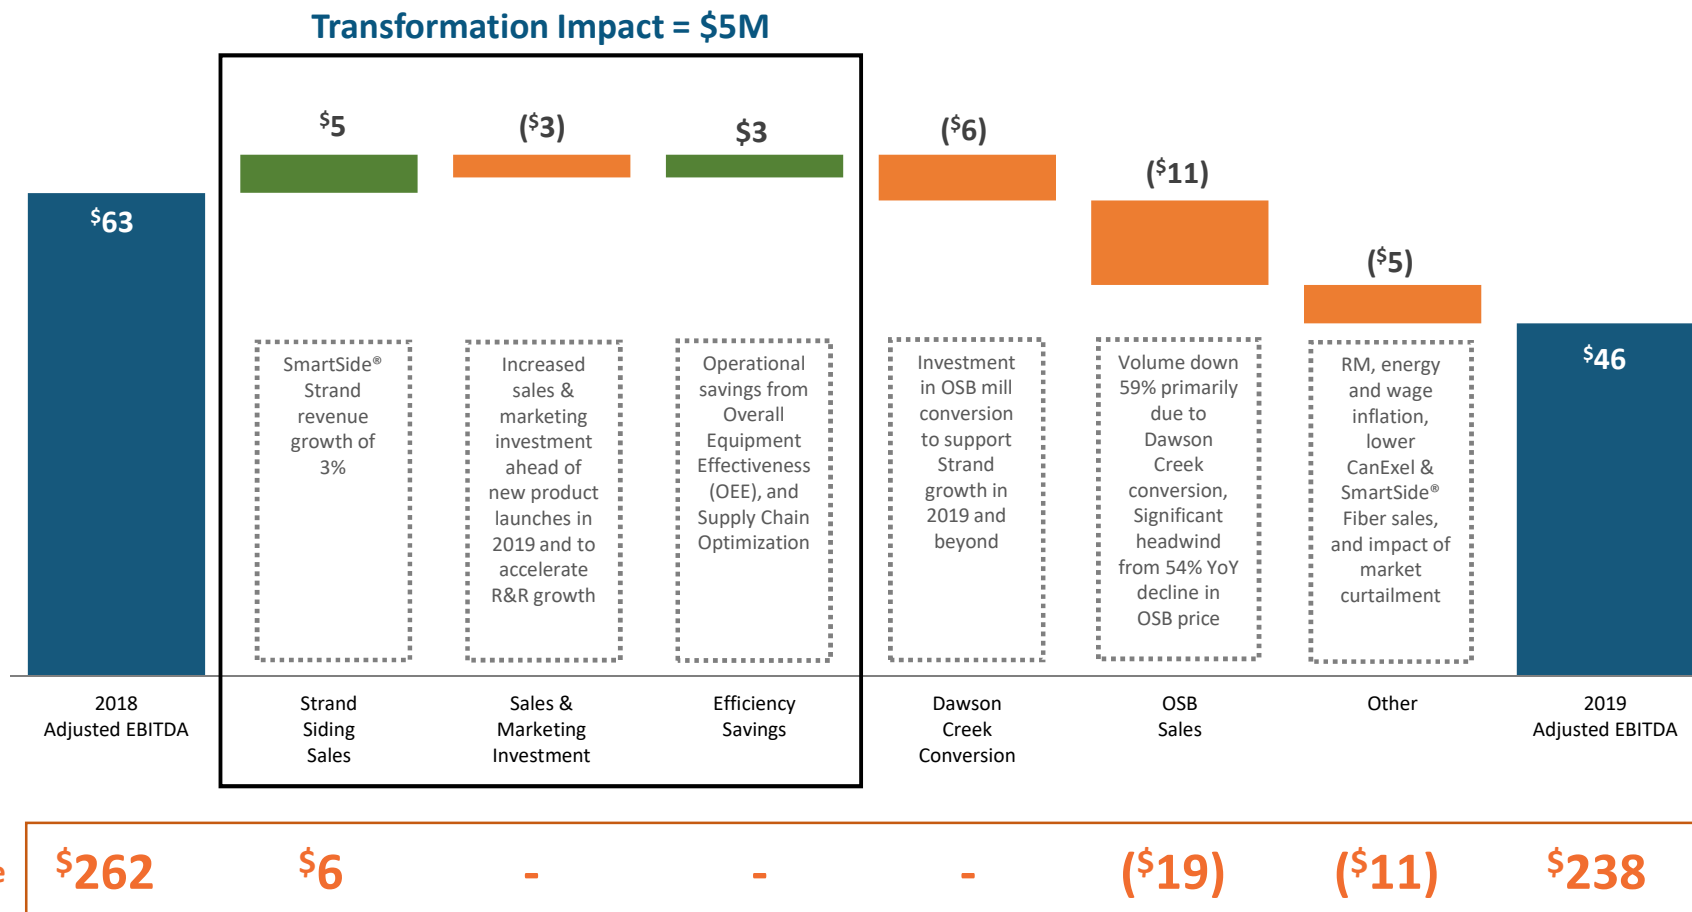 Transformation Impact = $5M
$5
($3)
$3
($6)
($11)
($5)
$63
$46
SmartSide®
Strand
revenue
growth of
3%
Increased
sales &
marketing
investment
ahead of
new product
launches in
2019 and to
accelerate
R&R growth
Operational
savings from
Overall
Equipment
Effectiveness
(OEE), and
Supply Chain
Optimization
Investment
in OSB mill
conversion
to support
Strand
growth in
2019 and
beyond
Volume down
59% primarily
due to
Dawson
Creek
conversion,
Significant
headwind
from 54% YoY
decline in
OSB price
RM, energy
and wage
inflation,
lower
CanExel &
SmartSide®
Fiber sales,
and impact of
market
curtailment
2018
Adjusted EBITDA
Strand
Siding
Sales
Sales &
Marketing
Investment
Efficiency
Savings
Dawson
Creek
Conversion
OSB
Sales
Other
2019
Adjusted EBITDA
$262 $6 - - - ($19) ($11) $238